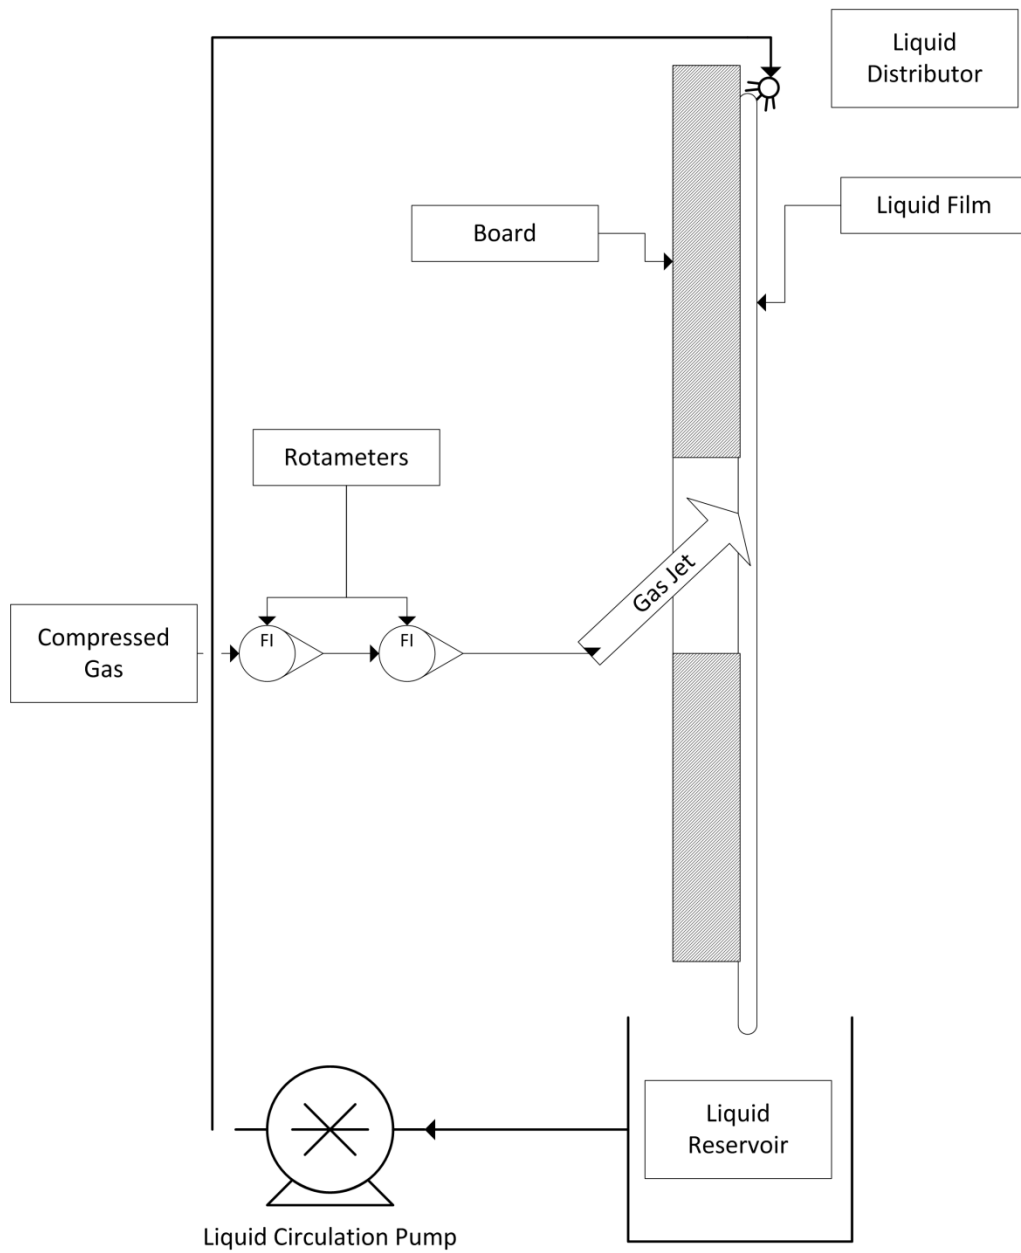 Liquid
Distributor
Liquid Film
Board
Rotameters
Compressed
Gas
FI
FI
Gas Jet
Liquid
Reservoir
Liquid Circulation Pump